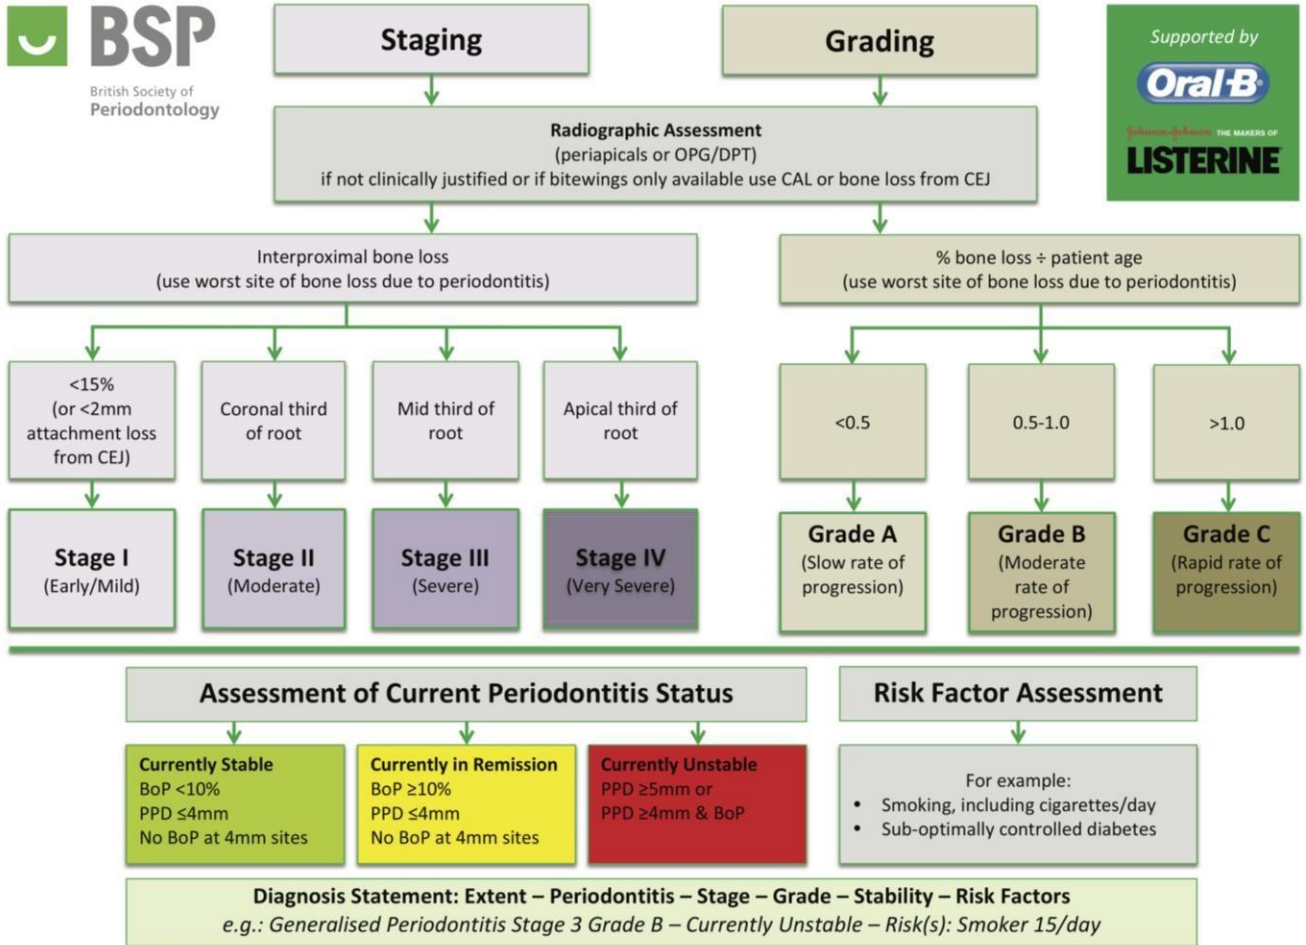 BSP
British Society of
Periodontology
Staging
Grading
Supported by
Oral-B
Johnson & Johnson THE MAKERS OF
LISTERINE
Radiographic Assessment
(periapicals or OPG/DPT)
if not clinically justified or if bitewings only available use CAL or bone loss from CEJ
Interproximal bone loss
(use worst site of bone loss due to periodontitis)
% bone loss ÷ patient age
(use worst site of bone loss due to periodontitis)
<15%
(or <2mm
attachment loss
from CEJ)
Coronal third
of root
Mid third of
root
Apical third of
root
<0.5
0.5-1.0
>1.0
Stage I
(Early/Mild)
Stage II
(Moderate)
Stage III
(Severe)
Stage IV
(Very Severe)
Grade A
(Slow rate of
progression)
Grade B
(Moderate
rate of
progression)
Grade C
(Rapid rate of
progression)
Assessment of Current Periodontitis Status
Risk Factor Assessment
Currently Stable
BoP <10%
PPD ≤4mm
No BoP at 4mm sites
Currently in Remission
BoP ≥10%
PPD ≤4mm
No BoP at 4mm sites
Currently Unstable
PPD ≥5mm or
PPD ≥4mm & BoP
For example:
• Smoking, including cigarettes/day
• Sub-optimally controlled diabetes
Diagnosis Statement: Extent – Periodontitis – Stage – Grade – Stability – Risk Factors
e.g.: Generalised Periodontitis Stage 3 Grade B – Currently Unstable – Risk(s): Smoker 15/day